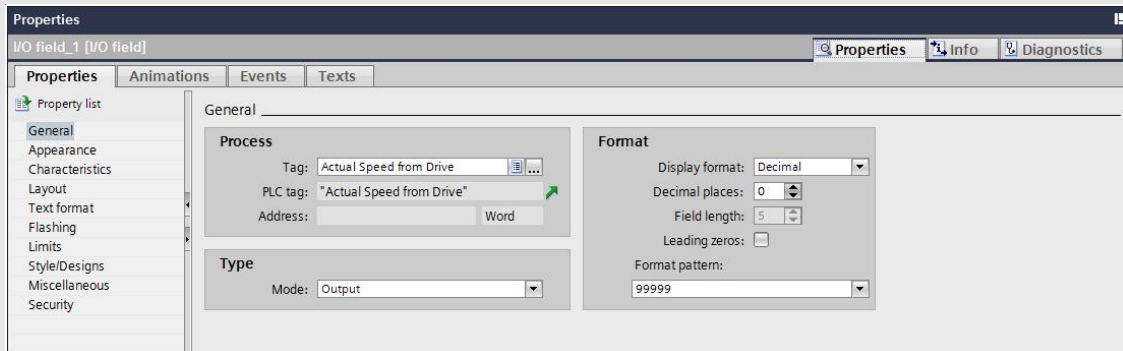 Properties
I/O field_1 [I/O field]
Properties
Info
Diagnostics
Properties
Animations
Events
Texts
Property list
General
Appearance
Characteristics
Layout
Text format
Flashing
Limits
Style/Designs
Miscellaneous
Security
General
Process
Tag: Actual Speed from Drive
...
PLC tag: "Actual Speed from Drive"
Address: Word
Type
Mode: Output
Format
Display format: Decimal
Decimal places: 0
Field length: 5
Leading zeros:
Format pattern:
99999